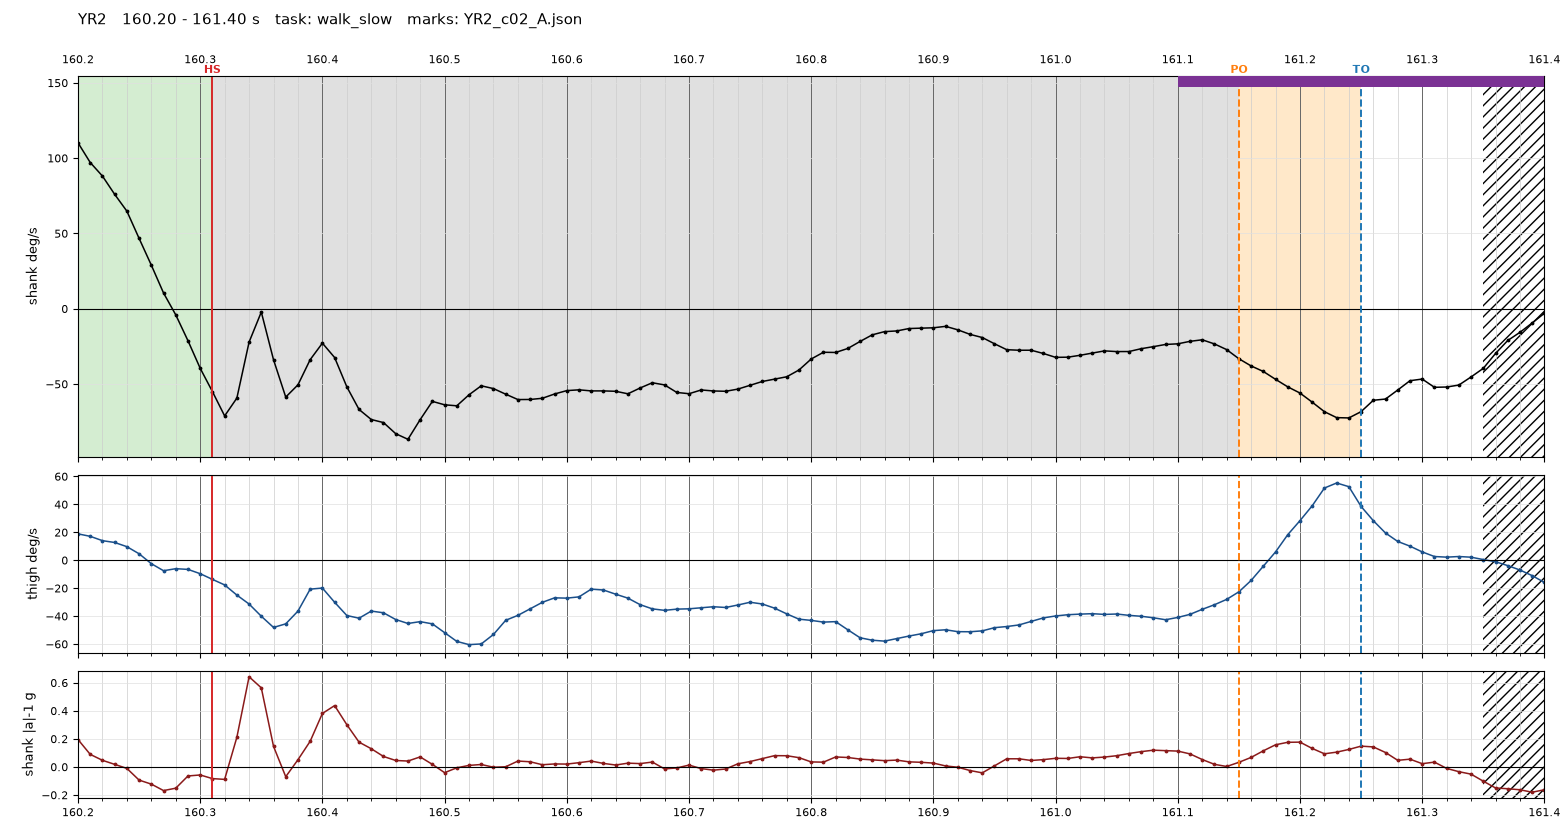 YR2   160.20 - 161.40 s   task: walk_slow   marks: YR2_c02_A.json
160.2 160.3 160.4 160.5 160.6 160.7 160.8 160.9 161.0 161.1 161.2 161.3 161.4
HS PO TO
150
100
50
0
−50
shank deg/s
60
40
20
0
−20
−40
−60
thigh deg/s
0.6
0.4
0.2
0.0
−0.2
shank |a|-1 g
160.2 160.3 160.4 160.5 160.6 160.7 160.8 160.9 161.0 161.1 161.2 161.3 161.4